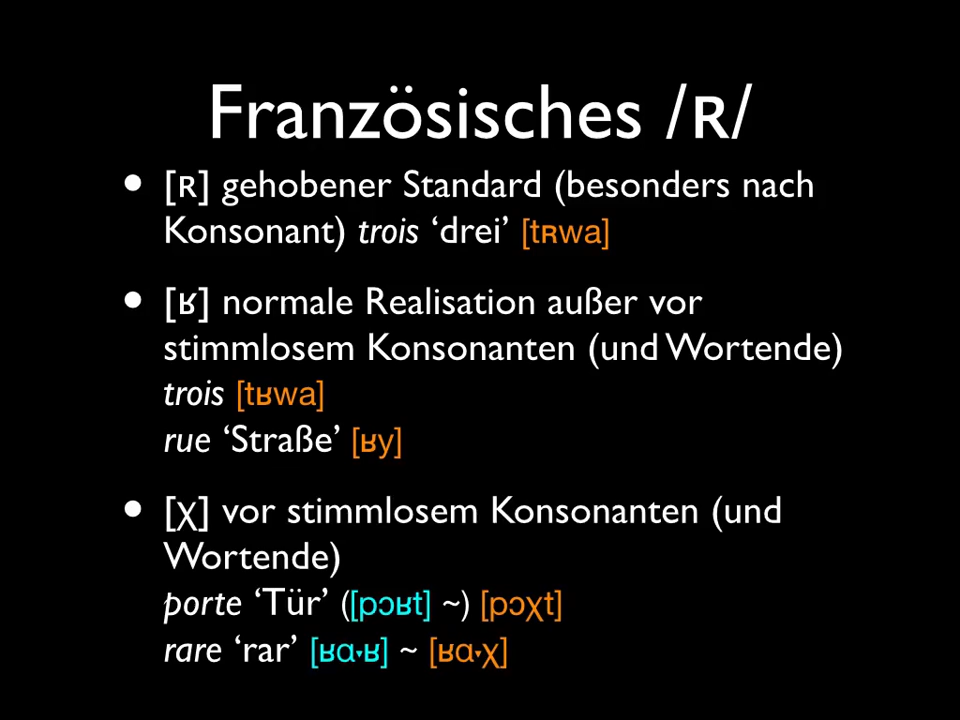 Französisches /ʀ/
• [ʀ] gehobener Standard (besonders nach
Konsonant) trois ‘drei’ [tʀwa]
• [ʁ] normale Realisation außer vor
stimmlosem Konsonanten (und Wortende)
trois [tʁwa]
rue ‘Straße’ [ʁy]
• [χ] vor stimmlosem Konsonanten (und
Wortende)
porte ‘Tür’ ([pɔʁt] ~) [pɔχt]
rare ‘rar’ [ʁɑˑʁ] ~ [ʁɑˑχ]